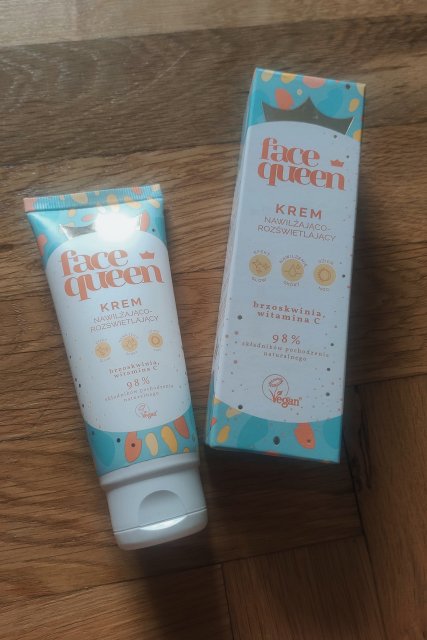 face
queen
KREM
NAWILŻAJĄCO-
ROZŚWIETLAJĄCY
brzoskwinia,
witamina C
98%
składników pochodzenia
naturalnego
Vegan
face
queen
KREM
NAWILŻAJĄCO-
ROZŚWIETLAJĄCY
brzoskwinia,
witamina C
98%
składników pochodzenia
naturalnego
Vegan